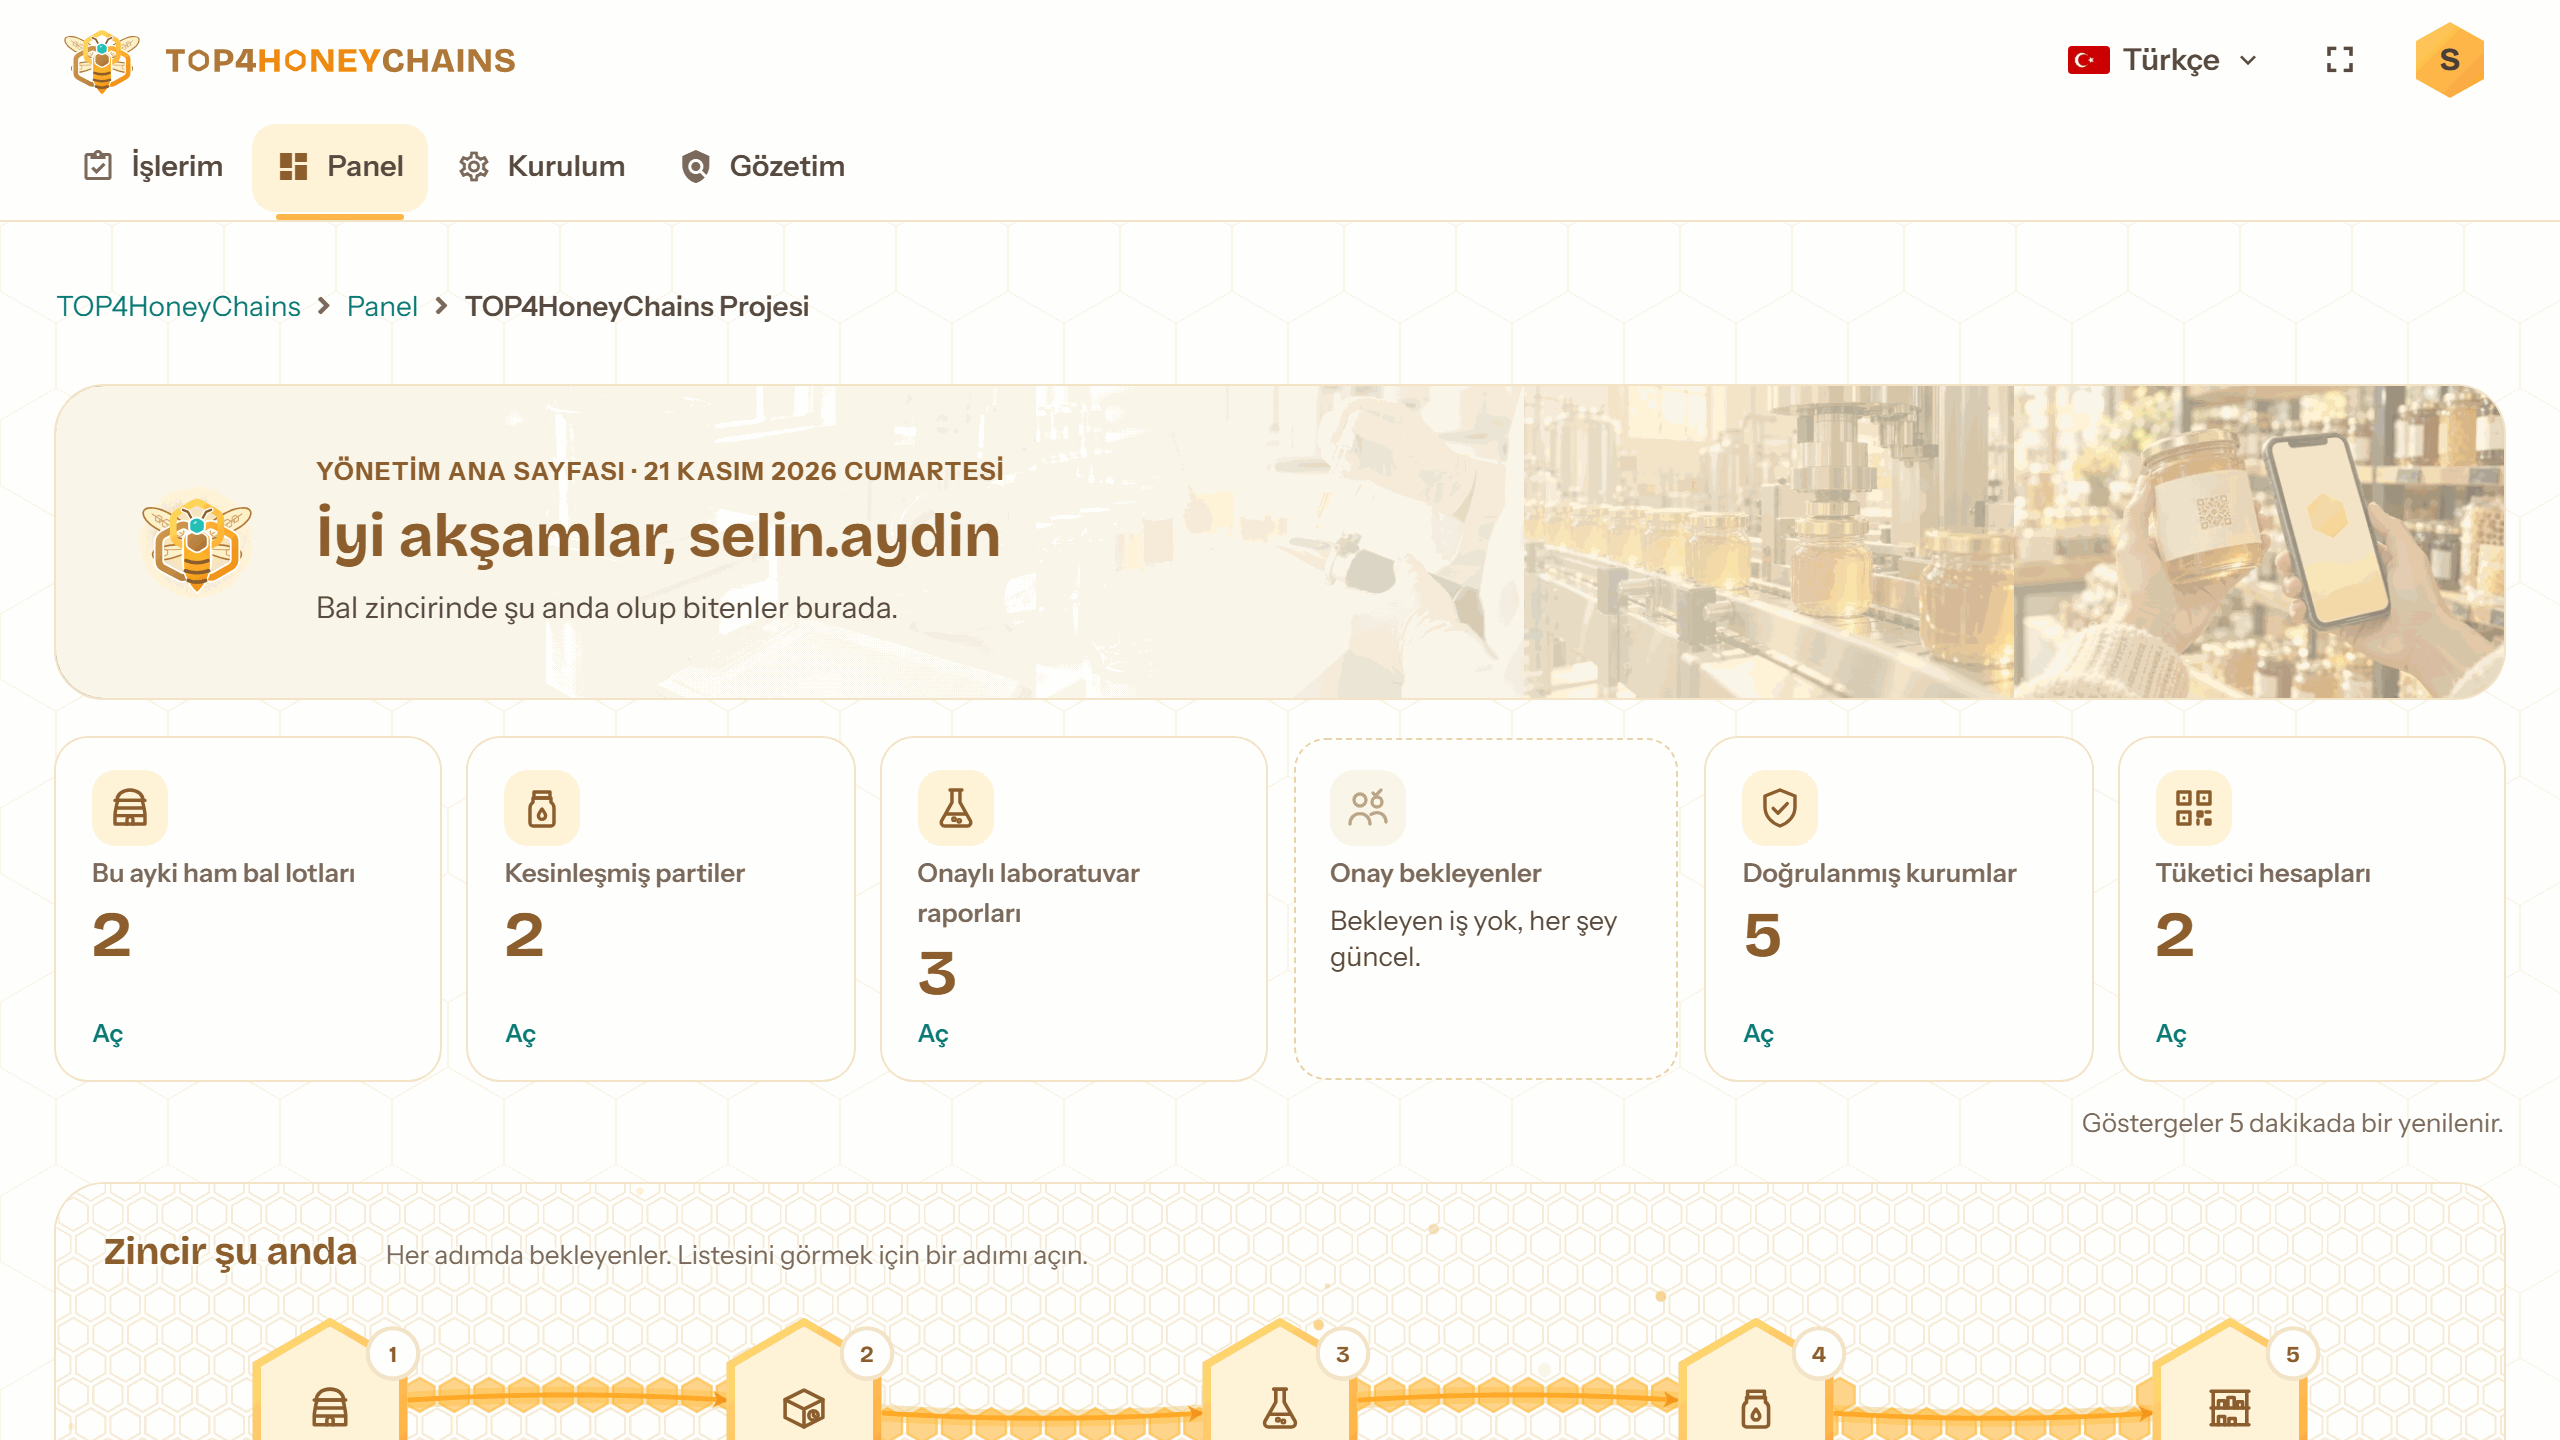 TOP4HONEYCHAINS
Türkçe
S
İşlerim
Panel
Kurulum
Gözetim
TOP4HoneyChains > Panel > TOP4HoneyChains Projesi
YÖNETİM ANA SAYFASI · 21 KASIM 2026 CUMARTESİ
İyi akşamlar, selin.aydin
Bal zincirinde şu anda olup bitenler burada.
Bu ayki ham bal lotları
2
Aç
Kesinleşmiş partiler
2
Aç
Onaylı laboratuvar
raporları
3
Aç
Onay bekleyenler
Bekleyen iş yok, her şey
güncel.
Doğrulanmış kurumlar
5
Aç
Tüketici hesapları
2
Aç
Göstergeler 5 dakikada bir yenilenir.
Zincir şu anda
Her adımda bekleyenler. Listesini görmek için bir adımı açın.
1
2
3
4
5